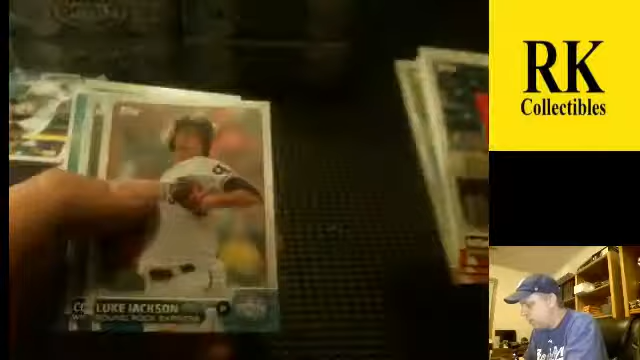 RK
Collectibles
Topps
LUKE JACKSON
P
ROUND ROCK EXPRESS